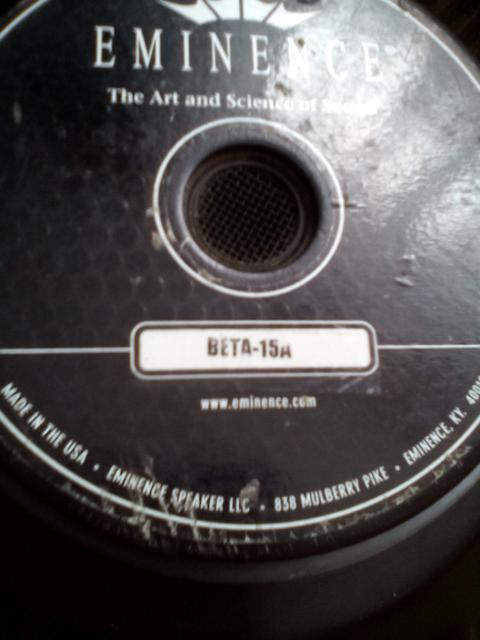 EMINENCE
The Art and Science of Sound
BETA-15A
www.eminence.com
MADE IN THE USA • EMINENCE SPEAKER LLC • 838 MULBERRY PIKE • EMINENCE, KY.